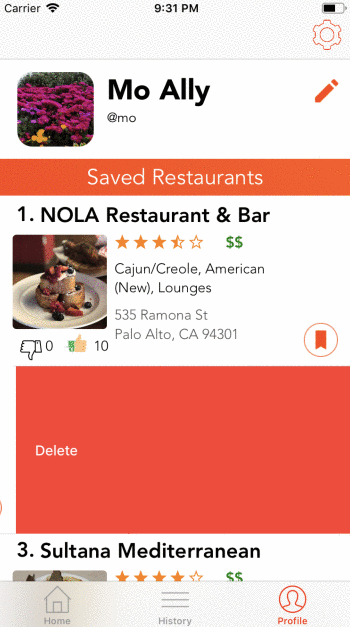 Carrier 9:31 PM
Mo Ally
@mo
Saved Restaurants
1. NOLA Restaurant & Bar
$$
Cajun/Creole, American
(New), Lounges
535 Ramona St
Palo Alto, CA 94301
0 10
Delete
3. Sultana Mediterranean
$$
Home History Profile